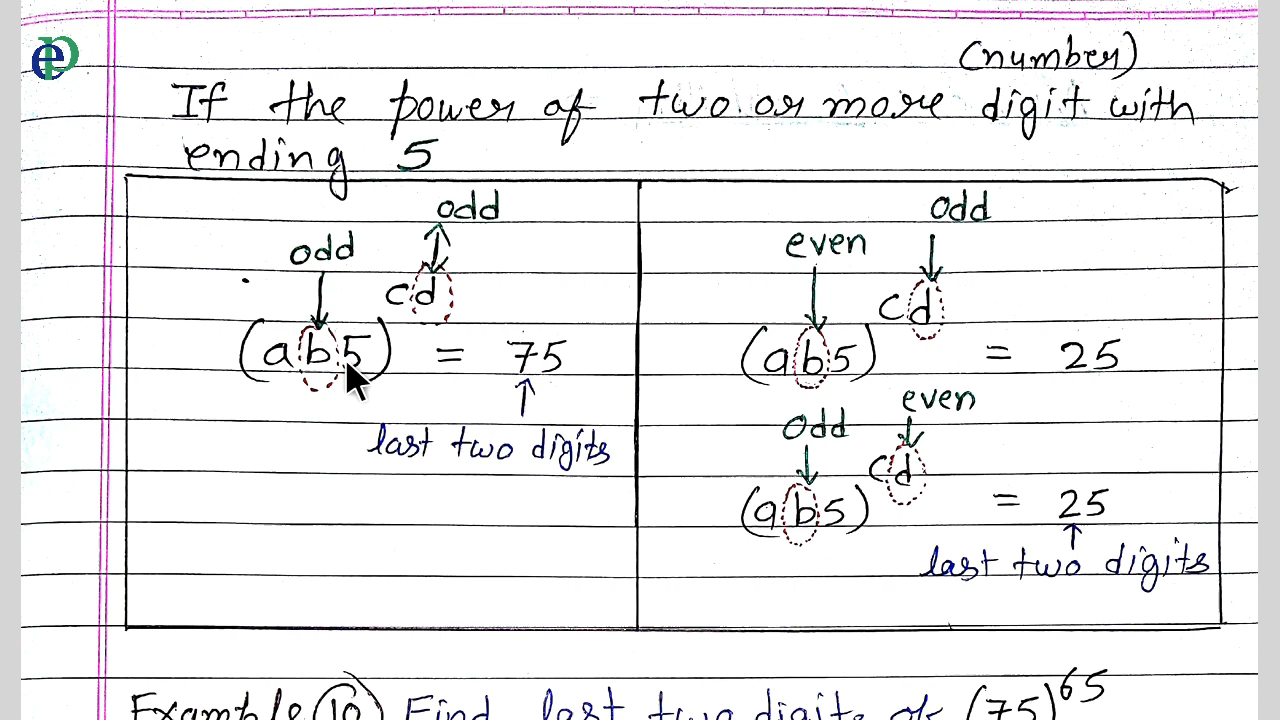 ep
(number)
If the power of two or more digit with
ending 5
odd
odd
cd
(ab5) = 75
last two digits
odd
even
cd
(ab5) = 25
even
odd
cd
(ab5) = 25
last two digits
Example 10 Find last two digits of (75)^65